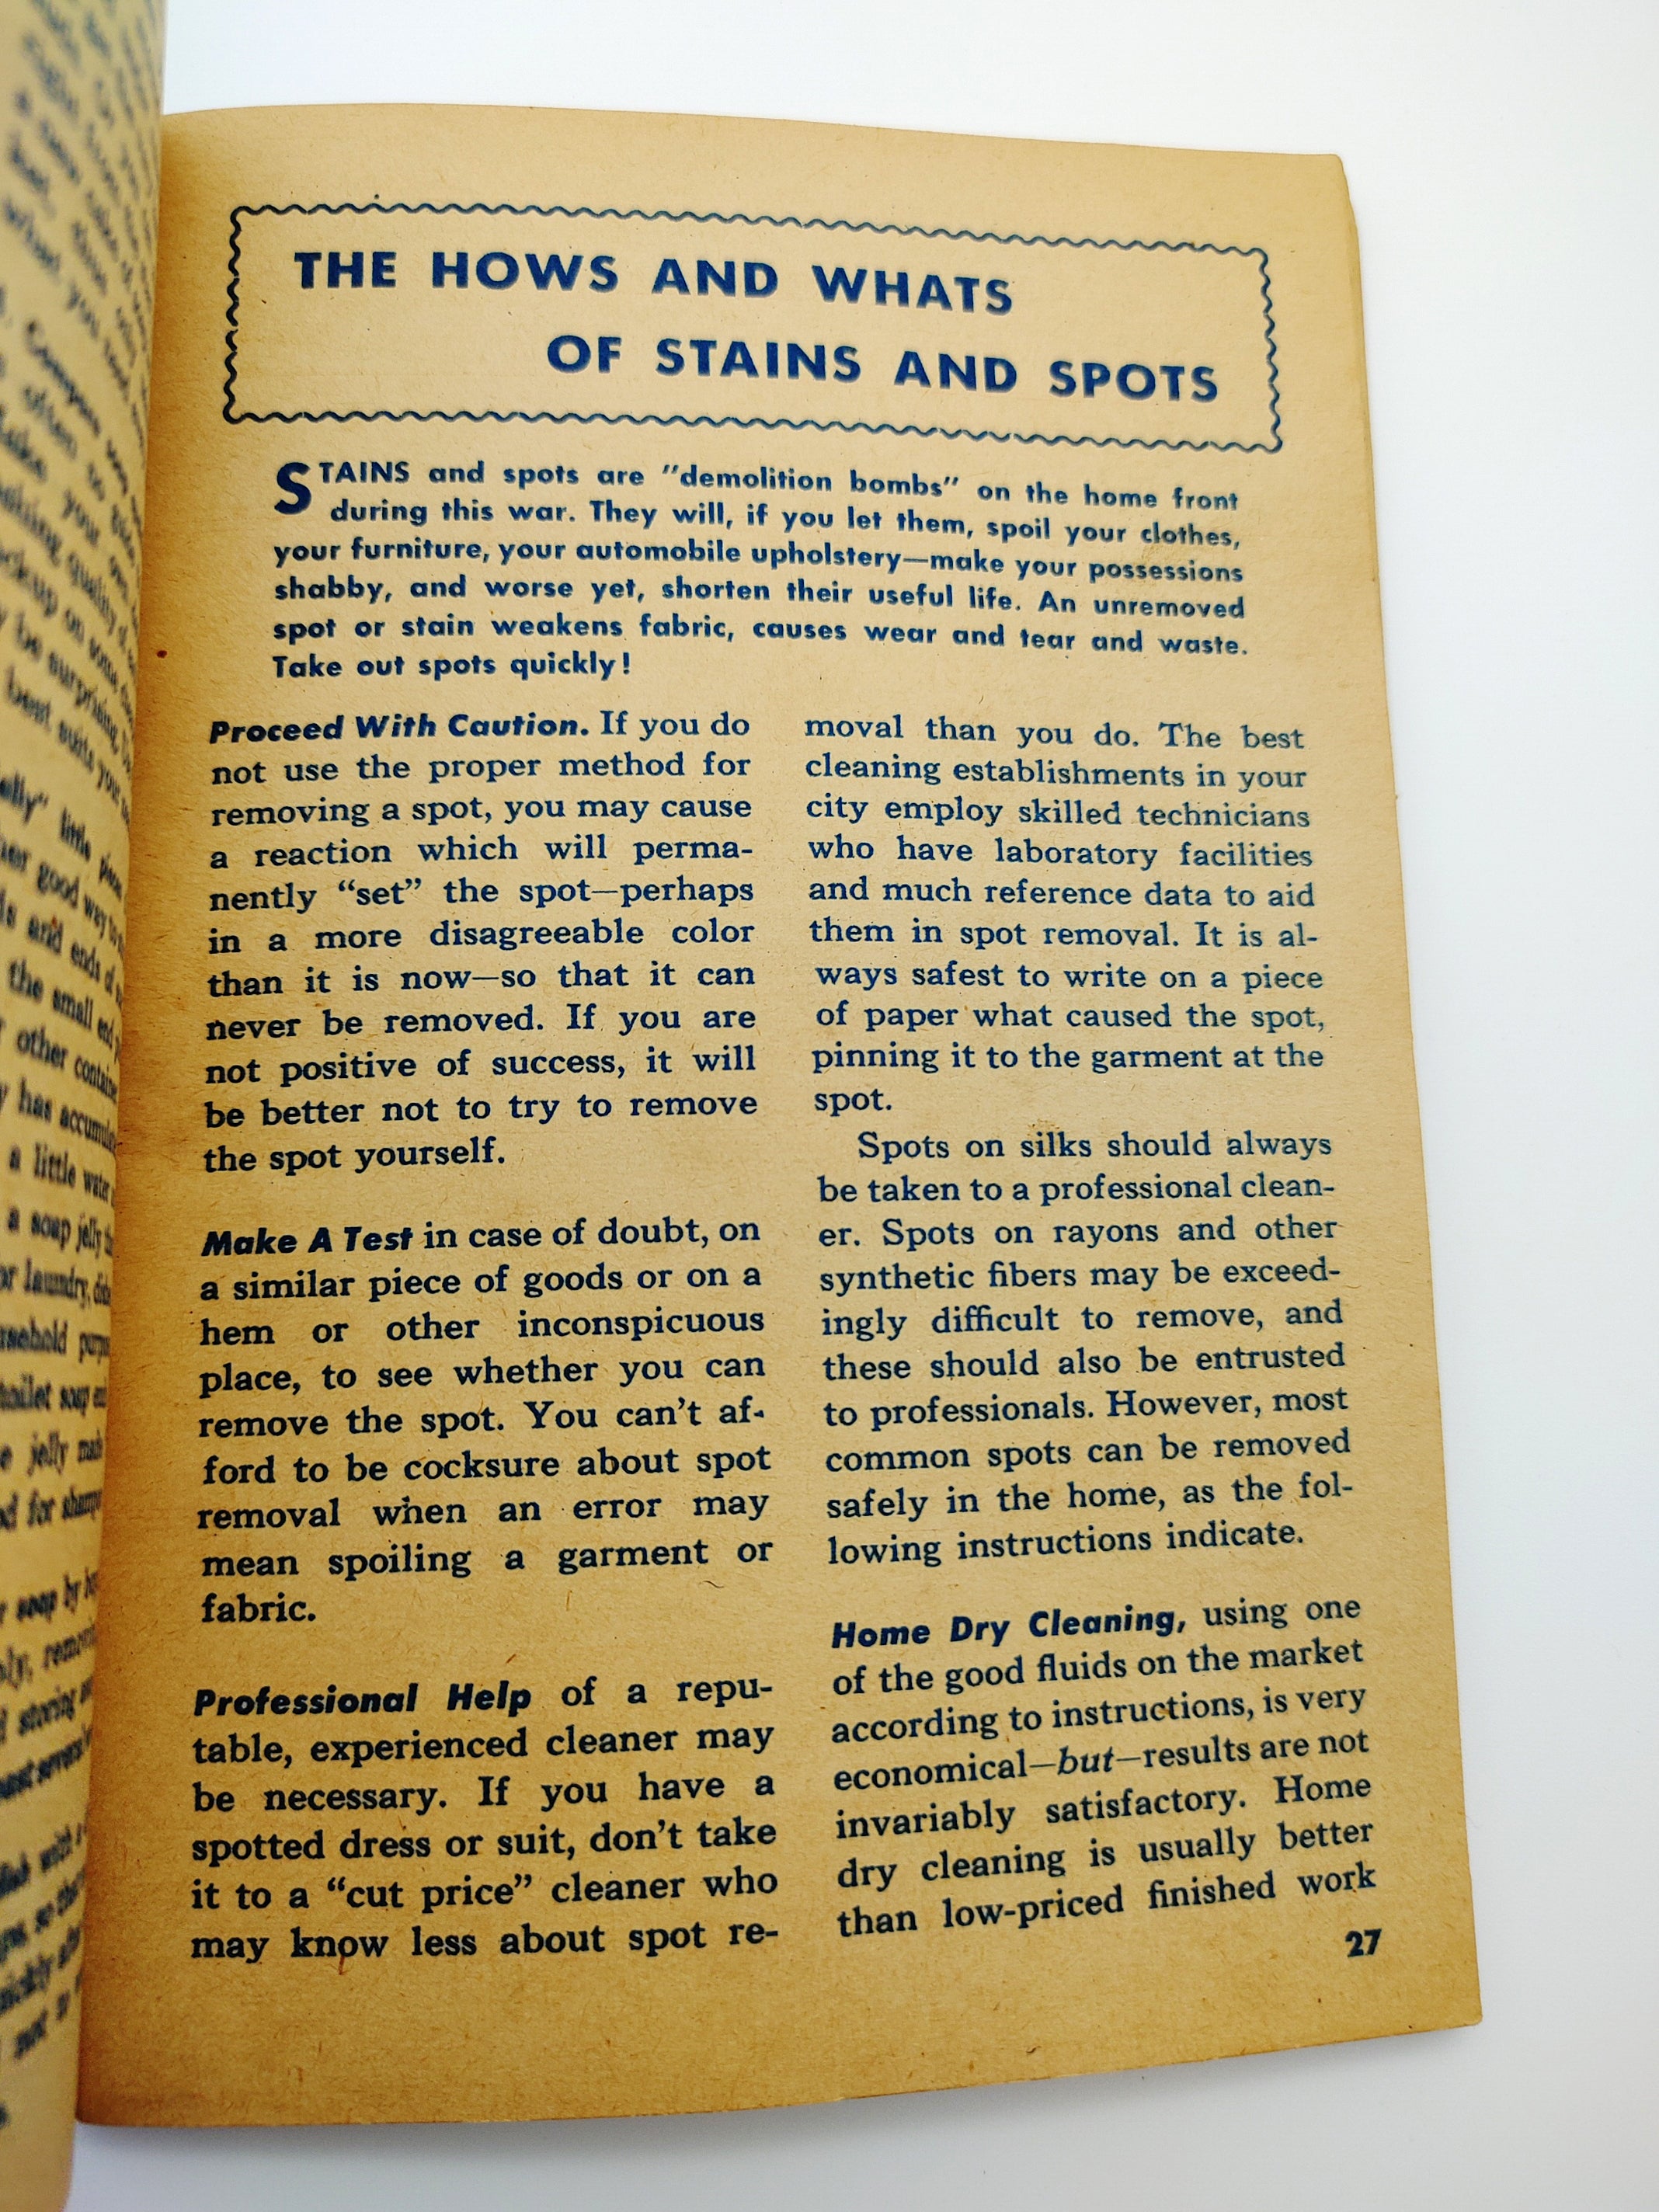 THE HOWS AND WHATS
OF STAINS AND SPOTS
STAINS and spots are "demolition bombs" on the home front
during this war. They will, if you let them, spoil your clothes,
your furniture, your automobile upholstery—make your possessions
shabby, and worse yet, shorten their useful life. An unremoved
spot or stain weakens fabric, causes wear and tear and waste.
Take out spots quickly!
Proceed With Caution. If you do
not use the proper method for
removing a spot, you may cause
a reaction which will perma-
nently “set” the spot—perhaps
in a more disagreeable color
than it is now—so that it can
never be removed. If you are
not positive of success, it will
be better not to try to remove
the spot yourself.
Make A Test in case of doubt, on
a similar piece of goods or on a
hem or other inconspicuous
place, to see whether you can
remove the spot. You can’t af-
ford to be cocksure about spot
removal when an error may
mean spoiling a garment or
fabric.
Professional Help of a repu-
table, experienced cleaner may
be necessary. If you have a
spotted dress or suit, don’t take
it to a “cut price” cleaner who
may know less about spot re-
moval than you do. The best
cleaning establishments in your
city employ skilled technicians
who have laboratory facilities
and much reference data to aid
them in spot removal. It is al-
ways safest to write on a piece
of paper what caused the spot,
pinning it to the garment at the
spot.
Spots on silks should always
be taken to a professional clean-
er. Spots on rayons and other
synthetic fibers may be exceed-
ingly difficult to remove, and
these should also be entrusted
to professionals. However, most
common spots can be removed
safely in the home, as the fol-
lowing instructions indicate.
Home Dry Cleaning, using one
of the good fluids on the market
according to instructions, is very
economical—but—results are not
invariably satisfactory. Home
dry cleaning is usually better
than low-priced finished work
27